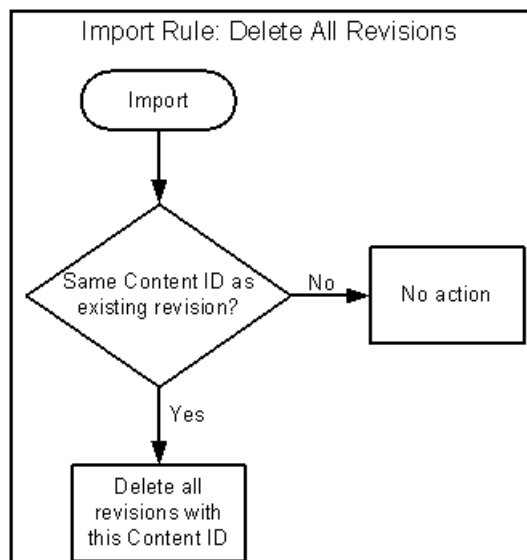 Import Rule: Delete All Revisions
Import
Same Content ID as
existing revision?
No
No action
Yes
Delete all
revisions with
this Content ID